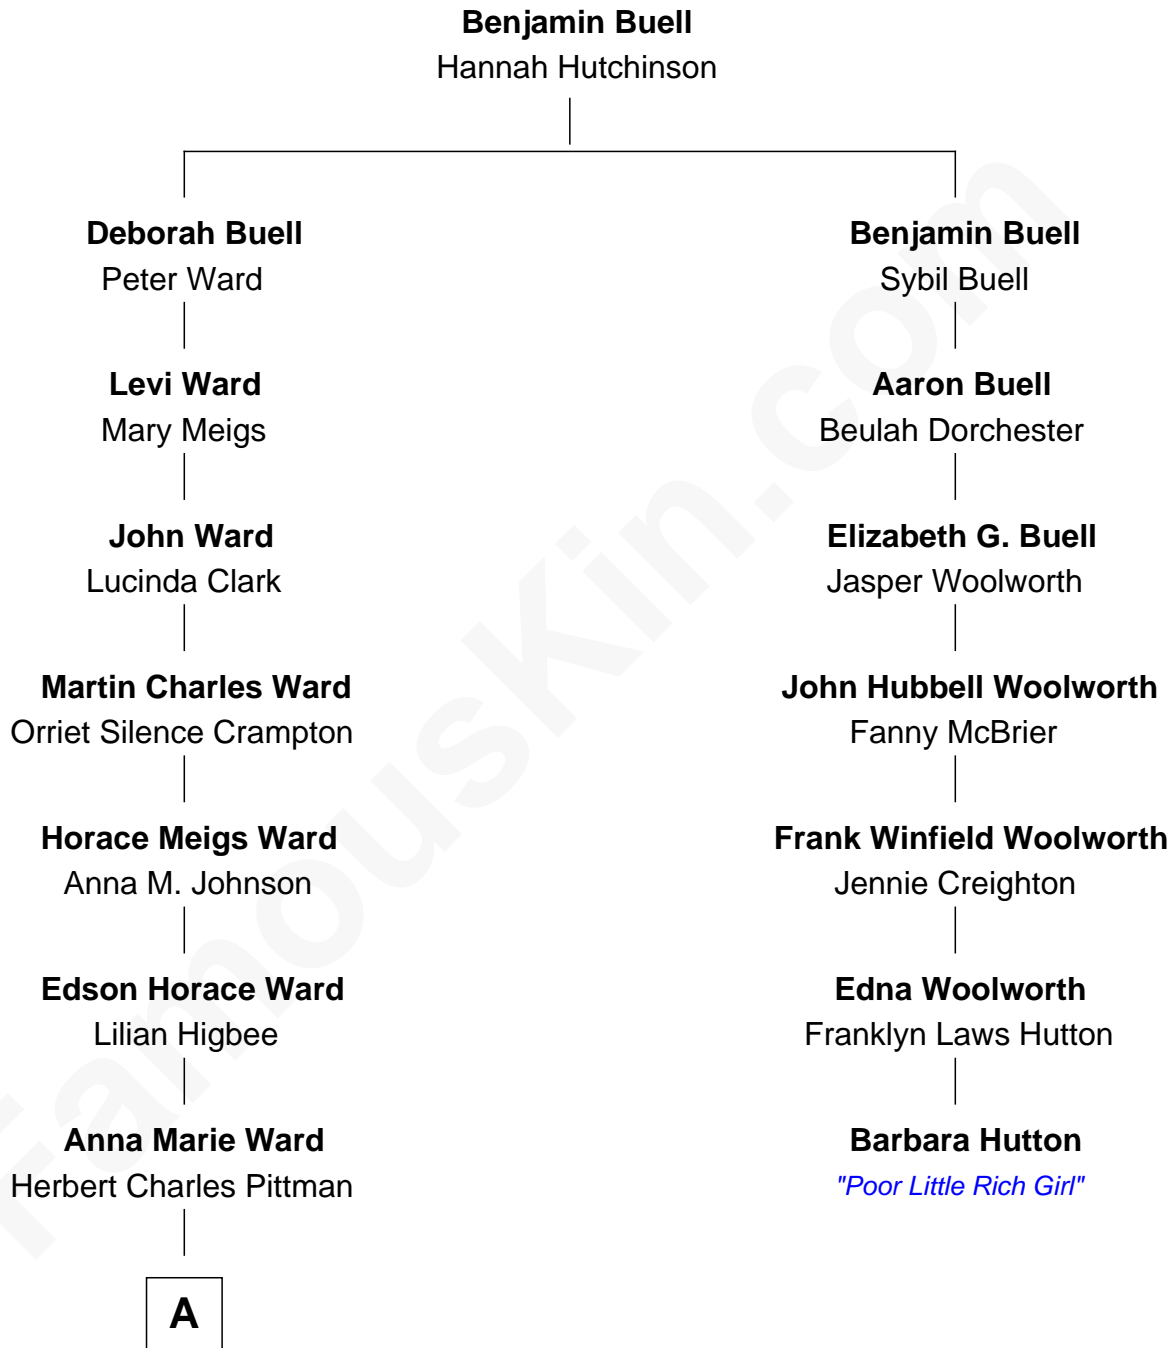 Benjamin Buell
Hannah Hutchinson
Deborah Buell
Peter Ward
Benjamin Buell
Sybil Buell
Levi Ward
Mary Meigs
Aaron Buell
Beulah Dorchester
John Ward
Lucinda Clark
Elizabeth G. Buell
Jasper Woolworth
Martin Charles Ward
Orriet Silence Crampton
John Hubbell Woolworth
Fanny McBrier
Horace Meigs Ward
Anna M. Johnson
Frank Winfield Woolworth
Jennie Creighton
Edson Horace Ward
Lilian Higbee
Edna Woolworth
Franklyn Laws Hutton
Anna Marie Ward
Herbert Charles Pittman
Barbara Hutton
"Poor Little Rich Girl"
A
FamousKin.com